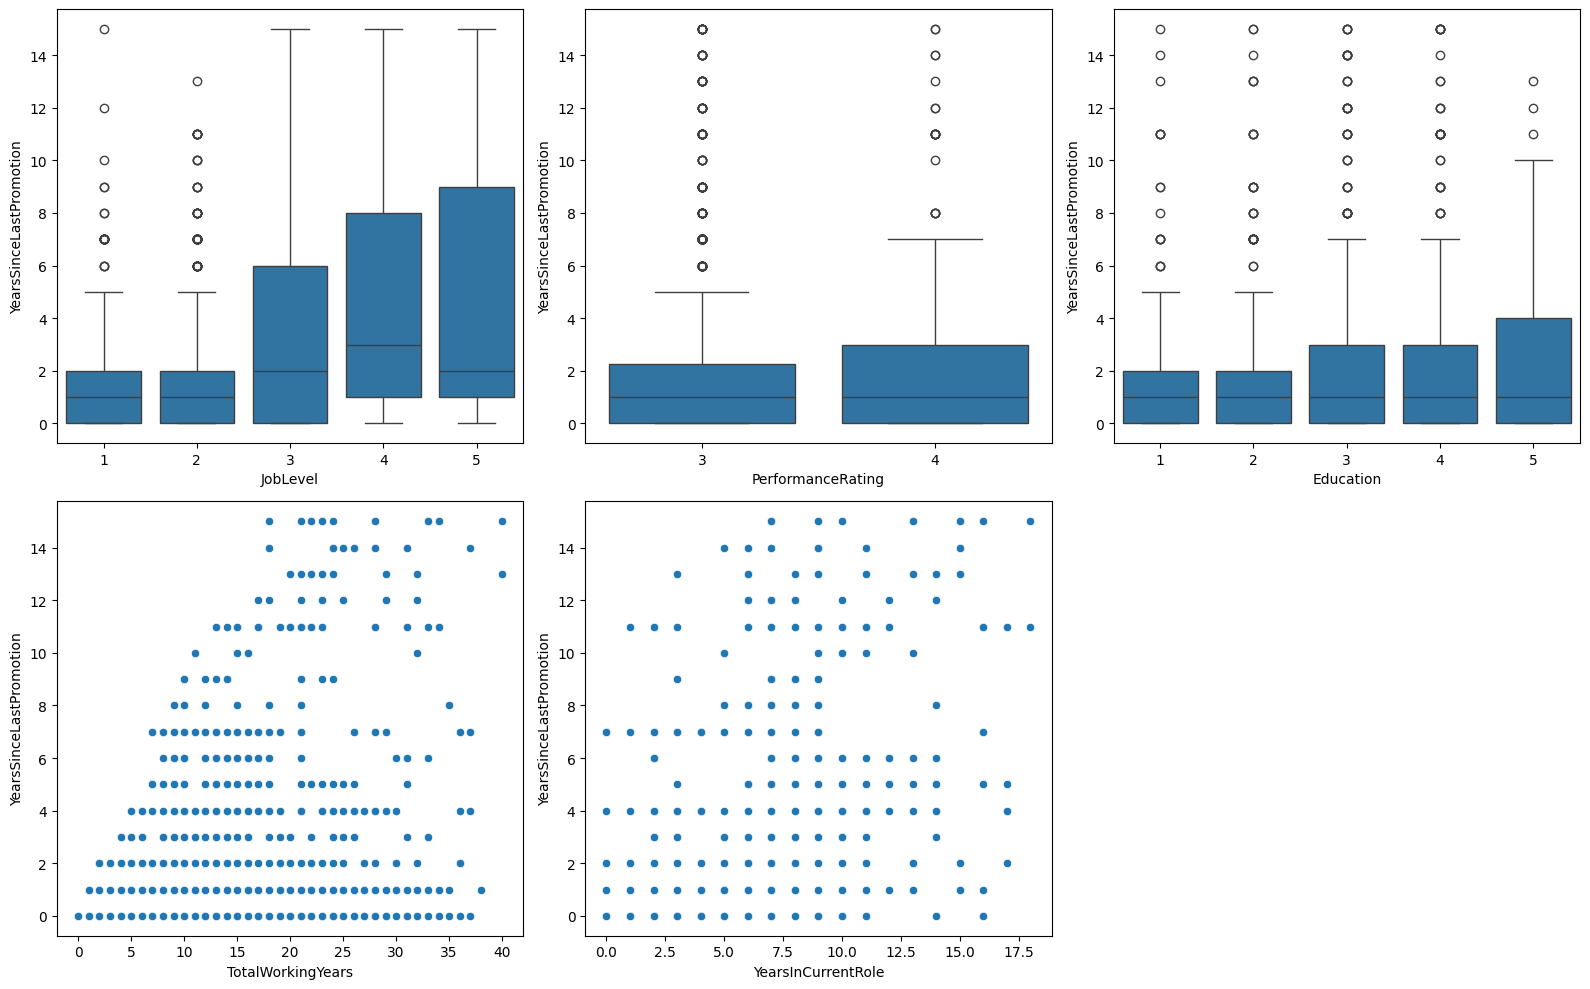 YearsSinceLastPromotion
14
12
10
8
6
4
2
0
1 2 3 4 5
JobLevel
YearsSinceLastPromotion
14
12
10
8
6
4
2
0
3 4
PerformanceRating
YearsSinceLastPromotion
14
12
10
8
6
4
2
0
1 2 3 4 5
Education
YearsSinceLastPromotion
14
12
10
8
6
4
2
0
0 5 10 15 20 25 30 35 40
TotalWorkingYears
YearsSinceLastPromotion
14
12
10
8
6
4
2
0
0.0 2.5 5.0 7.5 10.0 12.5 15.0 17.5
YearsInCurrentRole